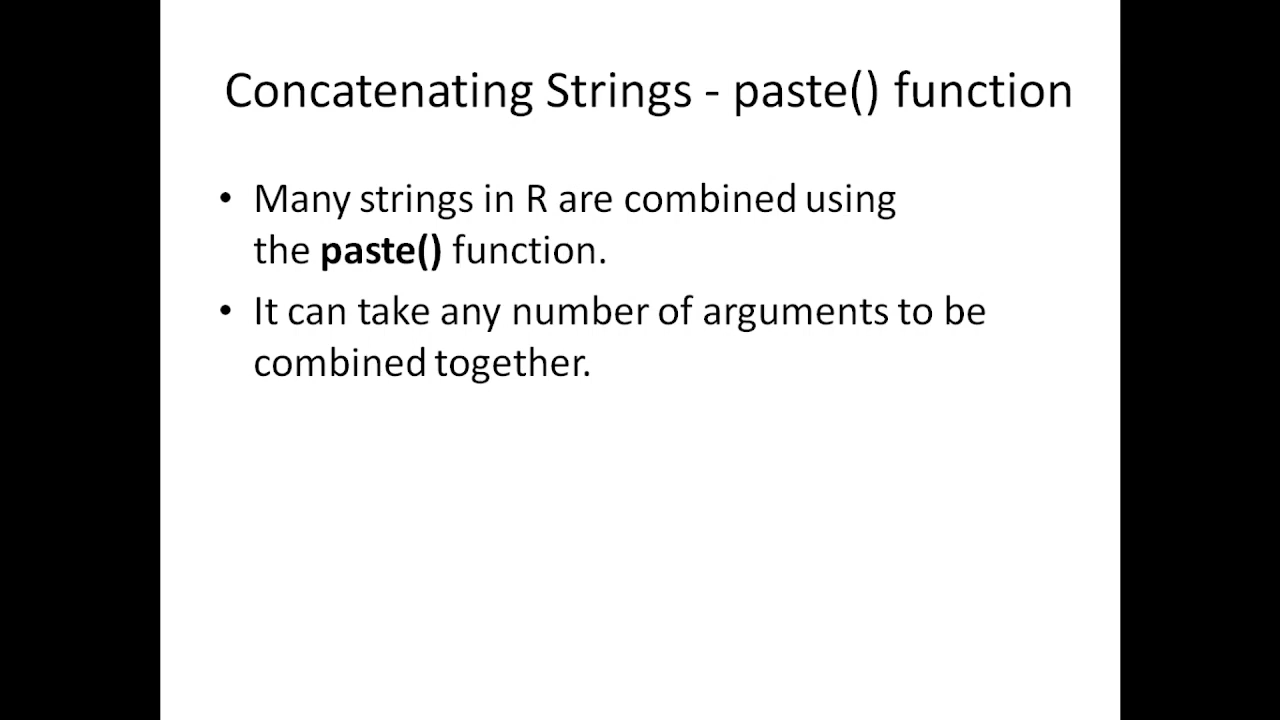 Concatenating Strings - paste() function
• Many strings in R are combined using
the paste() function.
• It can take any number of arguments to be
combined together.